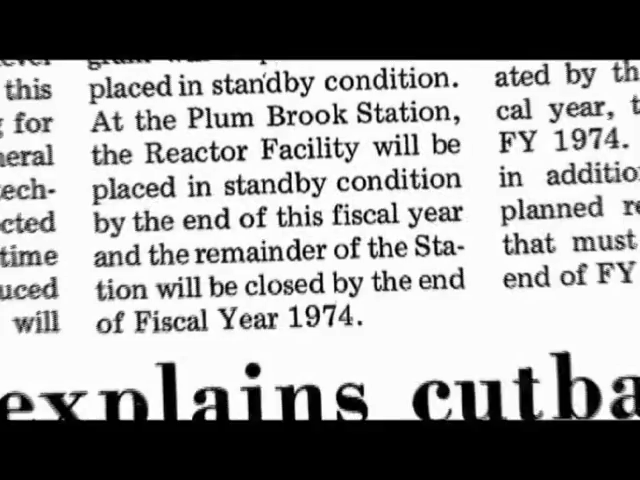 this
for
will
placed in standby condition.
At the Plum Brook Station,
the Reactor Facility will be
placed in standby condition
by the end of this fiscal year
and the remainder of the Sta-
tion will be closed by the end
of Fiscal Year 1974.
ated by th
cal year, t
FY 1974.
in additio
planned re
that must
end of FY
explains cutba